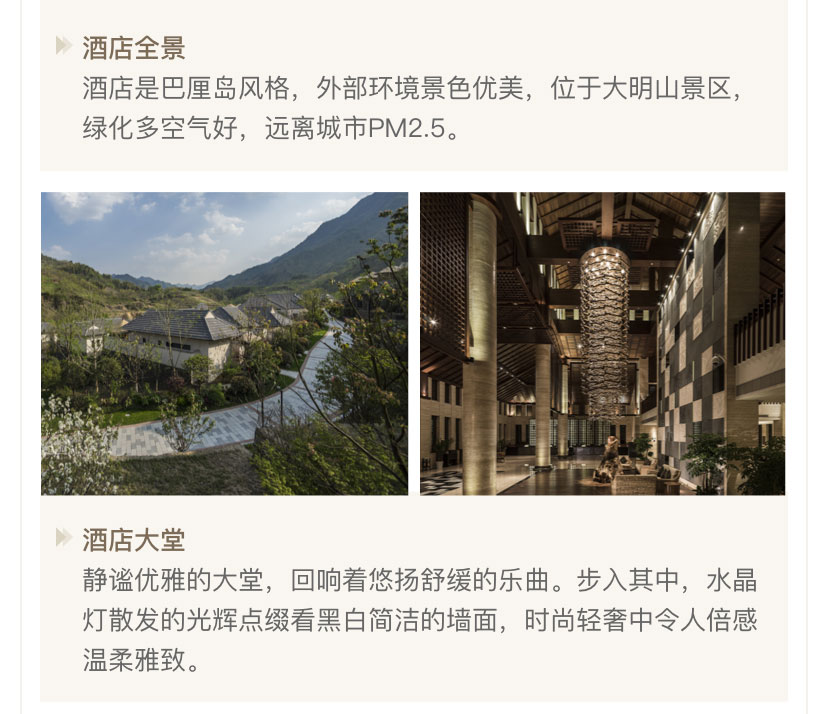 酒店全景
酒店是巴厘岛风格，外部环境景色优美，位于大明山景区，
绿化多空气好，远离城市PM2.5。
酒店大堂
静谧优雅的大堂，回响着悠扬舒缓的乐曲。步入其中，水晶
灯散发的光辉点缀看黑白简洁的墙面，时尚轻奢中令人倍感
温柔雅致。